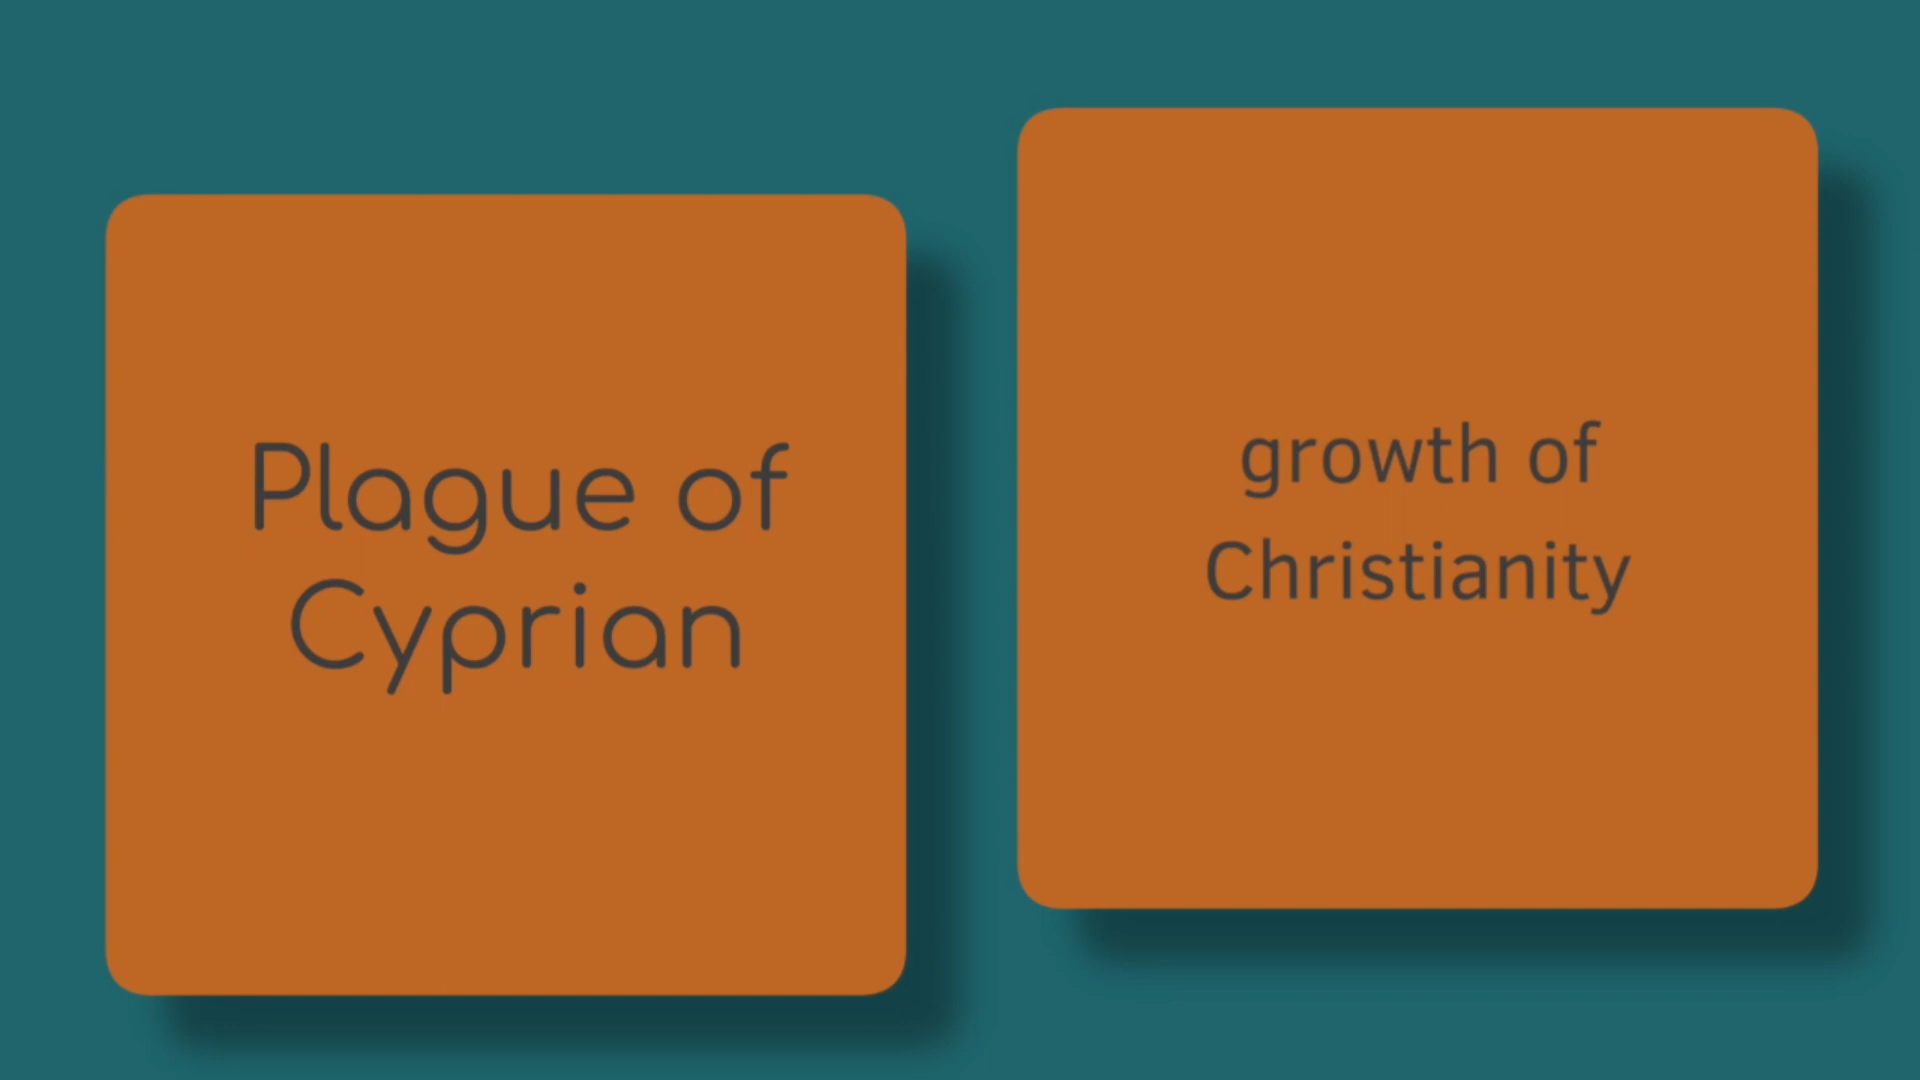 Plague of
Cyprian
growth of
Christianity